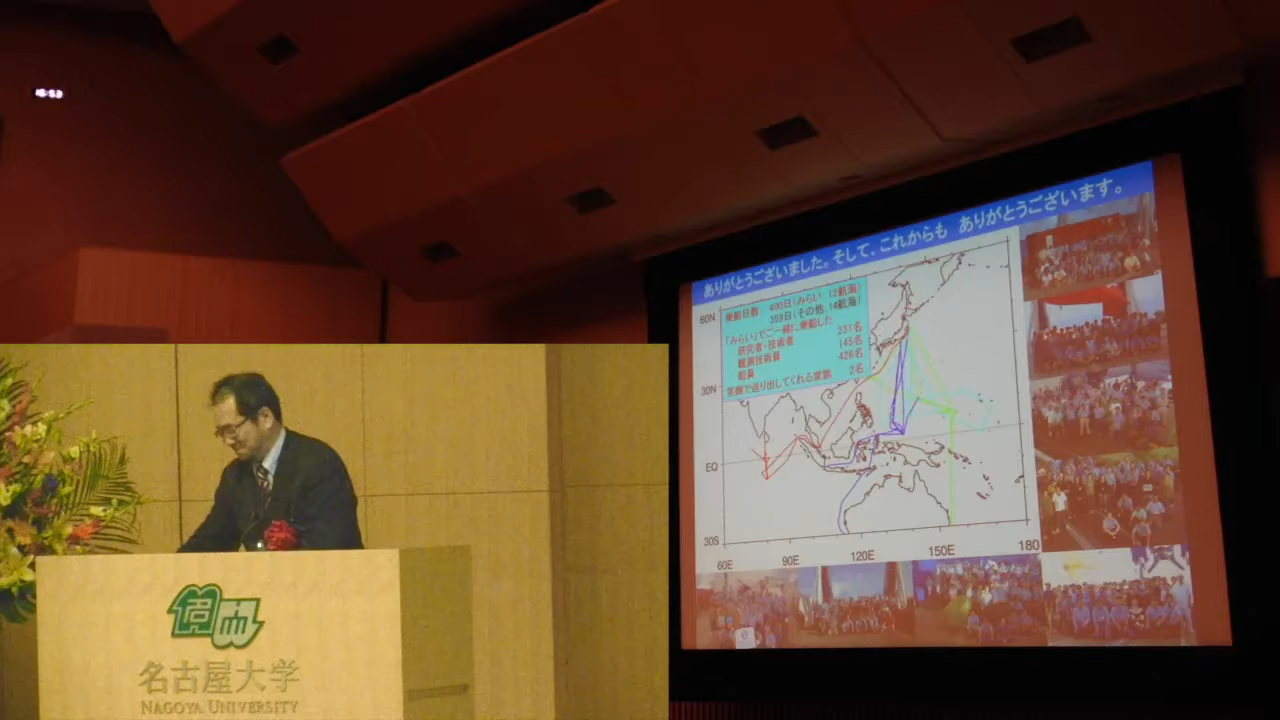 16:53
ありがとうございました。そして、これからも ありがとうございます。
乗船日数 400日(みらい:12航海)
359日(その他:14航海)
「みらい」でご一緒に乗船した
研究者・技術者 231名
観測技術員 145名
船員 426名
笑顔で送り出してくれる家族 2名
60N
30N
EQ
30S
60E 90E 120E 150E 180
名古屋大学
NAGOYA UNIVERSITY